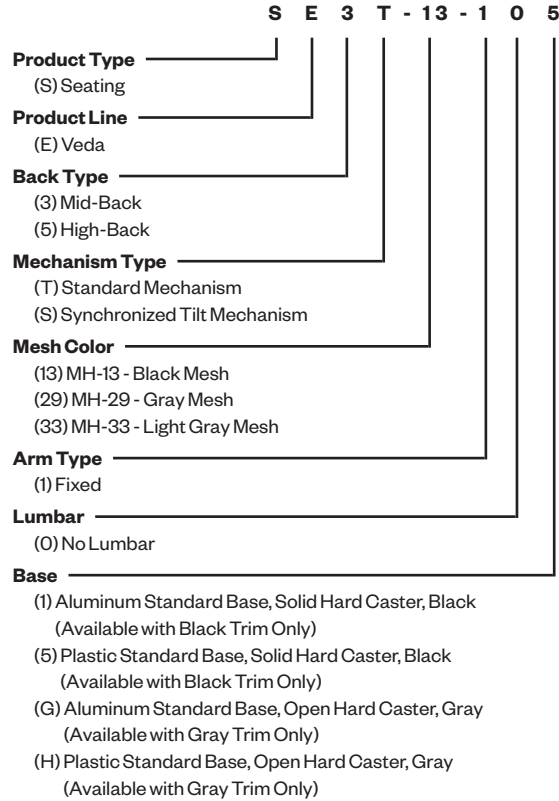 S E 3 T - 13 - 1 0 5
Product Type
(S) Seating
Product Line
(E) Veda
Back Type
(3) Mid-Back
(5) High-Back
Mechanism Type
(T) Standard Mechanism
(S) Synchronized Tilt Mechanism
Mesh Color
(13) MH-13 - Black Mesh
(29) MH-29 - Gray Mesh
(33) MH-33 - Light Gray Mesh
Arm Type
(1) Fixed
Lumbar
(0) No Lumbar
Base
(1) Aluminum Standard Base, Solid Hard Caster, Black
(Available with Black Trim Only)
(5) Plastic Standard Base, Solid Hard Caster, Black
(Available with Black Trim Only)
(G) Aluminum Standard Base, Open Hard Caster, Gray
(Available with Gray Trim Only)
(H) Plastic Standard Base, Open Hard Caster, Gray
(Available with Gray Trim Only)